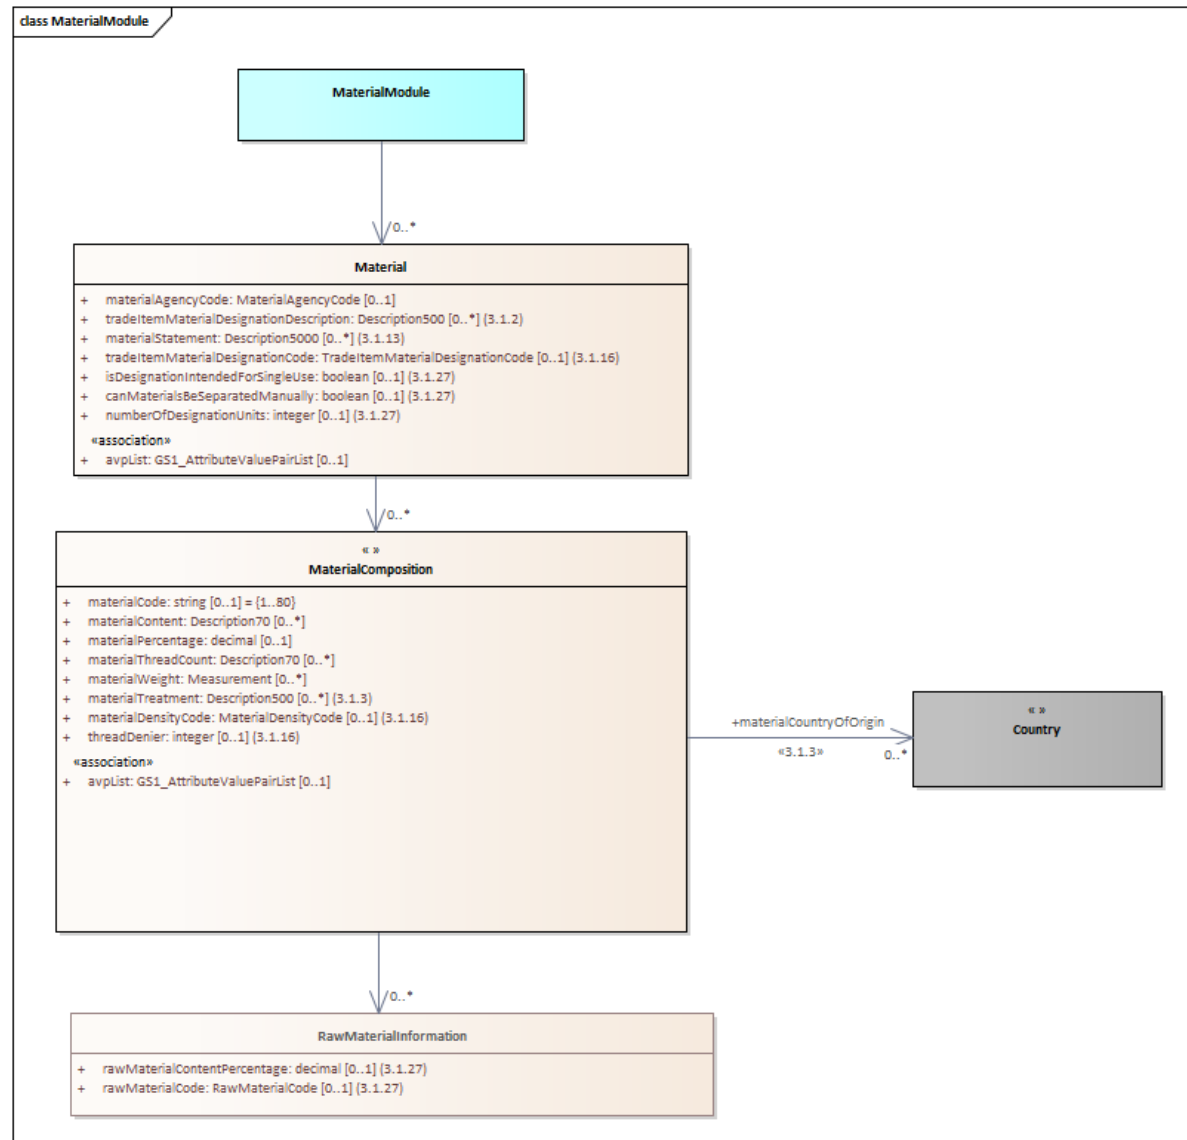 class MaterialModule
MaterialModule
0..*
Material
+ materialAgencyCode: MaterialAgencyCode [0..1]
+ tradeItemMaterialDesignationDescription: Description500 [0..*] (3.1.2)
+ materialStatement: Description5000 [0..*] (3.1.13)
+ tradeItemMaterialDesignationCode: TradeItemMaterialDesignationCode [0..1] (3.1.16)
+ isDesignationIntendedForSingleUse: boolean [0..1] (3.1.27)
+ canMaterialsBeSeparatedManually: boolean [0..1] (3.1.27)
+ numberOfDesignationUnits: integer [0..1] (3.1.27)
«association»
+ avpList: GS1_AttributeValuePairList [0..1]
0..*
« »
MaterialComposition
+ materialCode: string [0..1] = {1..80}
+ materialContent: Description70 [0..*]
+ materialPercentage: decimal [0..1]
+ materialThreadCount: Description70 [0..*]
+ materialWeight: Measurement [0..*]
+ materialTreatment: Description500 [0..*] (3.1.3)
+ materialDensityCode: MaterialDensityCode [0..1] (3.1.16)
+ threadDenier: integer [0..1] (3.1.16)
«association»
+ avpList: GS1_AttributeValuePairList [0..1]
+materialCountryOfOrigin
«3.1.3»
0..*
« »
Country
0..*
RawMaterialInformation
+ rawMaterialContentPercentage: decimal [0..1] (3.1.27)
+ rawMaterialCode: RawMaterialCode [0..1] (3.1.27)